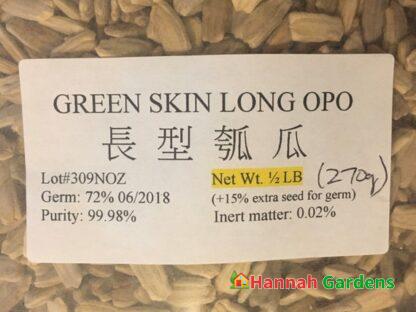 GREEN SKIN LONG OPO
長型瓠瓜
Lot#309NOZ Net Wt. ½ LB (270g)
Germ: 72% 06/2018 (+15% extra seed for germ)
Purity: 99.98% Inert matter: 0.02%
Hannah Gardens